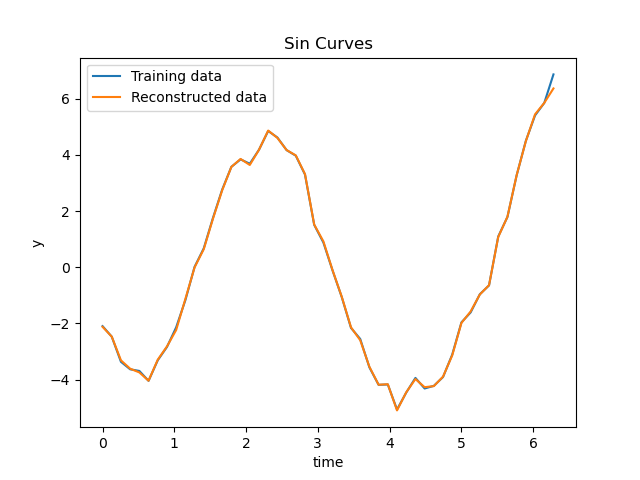 Sin Curves
Training data
Reconstructed data
6
4
2
0
−2
−4
y
0 1 2 3 4 5 6
time